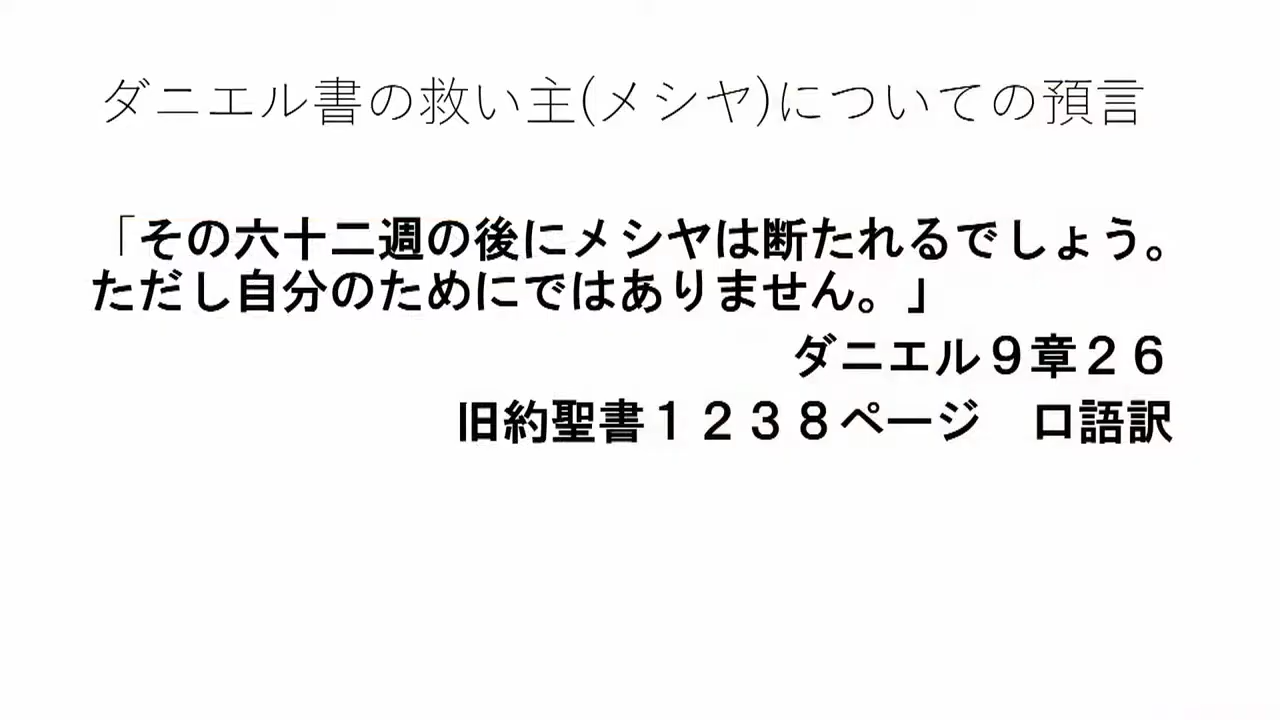 ダニエル書の救い主(メシヤ)についての預言
「その六十二週の後にメシヤは断たれるでしょう。
ただし自分のためにではありません。」
ダニエル９章２６
旧約聖書１２３８ページ　口語訳